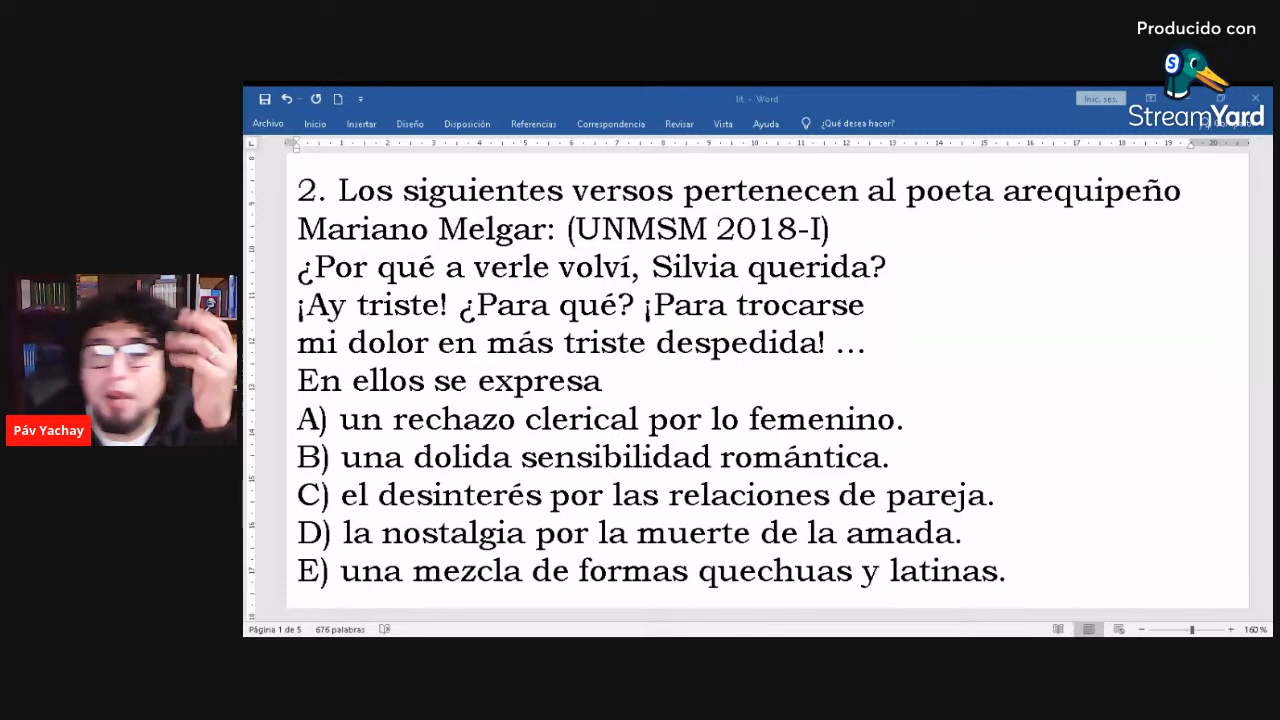 Producido con
StreamYard
lit - Word
Inic. ses.
Archivo Inicio Insertar Diseño Disposición Referencias Correspondencia Revisar Vista Ayuda ¿Qué desea hacer?
2. Los siguientes versos pertenecen al poeta arequipeño
Mariano Melgar: (UNMSM 2018-I)
¿Por qué a verle volví, Silvia querida?
¡Ay triste! ¿Para qué? ¡Para trocarse
mi dolor en más triste despedida! ...
En ellos se expresa
A) un rechazo clerical por lo femenino.
B) una dolida sensibilidad romántica.
C) el desinterés por las relaciones de pareja.
D) la nostalgia por la muerte de la amada.
E) una mezcla de formas quechuas y latinas.
Páv Yachay
Página 1 de 5 676 palabras 160 %